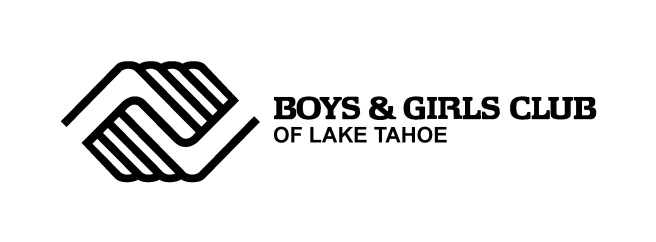 BOYS & GIRLS CLUB
OF LAKE TAHOE